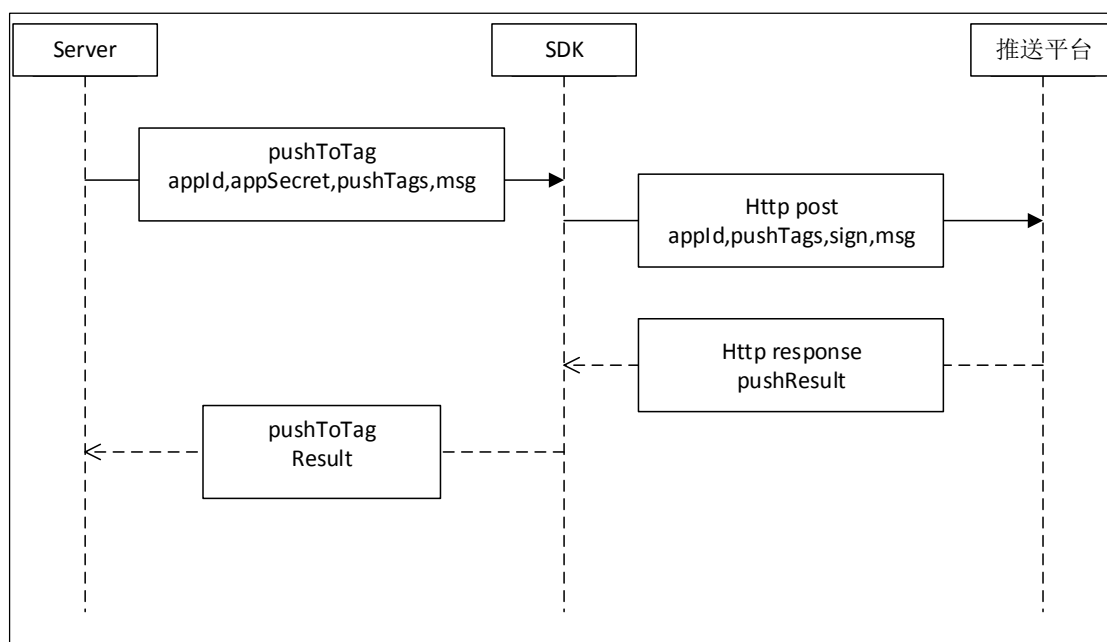 Server
SDK
推送平台
pushToTag
appId,appSecret,pushTags,msg
Http post
appId,pushTags,sign,msg
Http response
pushResult
pushToTag
Result